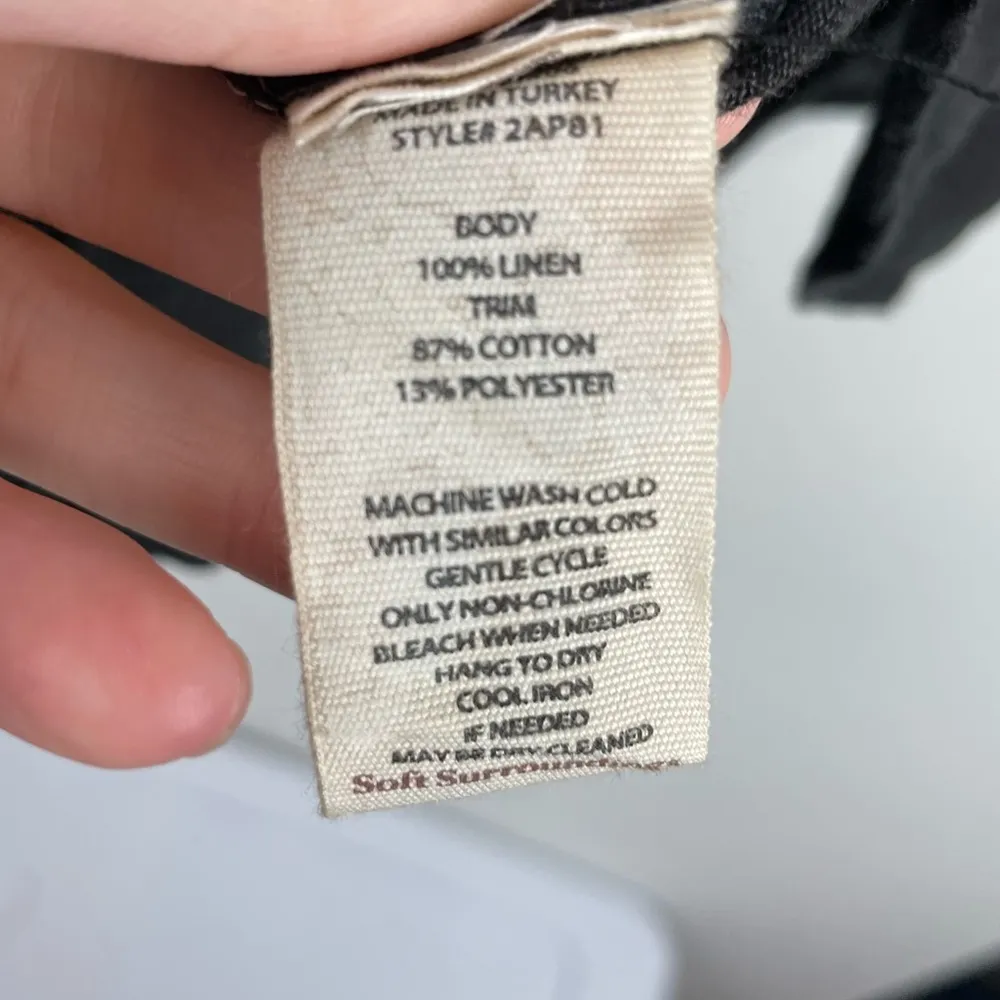 MADE IN TURKEY
STYLE# 2AP81
BODY
100% LINEN
TRIM
87% COTTON
13% POLYESTER
MACHINE WASH COLD
WITH SIMILAR COLORS
GENTLE CYCLE
ONLY NON-CHLORINE
BLEACH WHEN NEEDED
HANG TO DRY
COOL IRON
IF NEEDED
MAY BE DRY CLEANED
Soft Surroundings